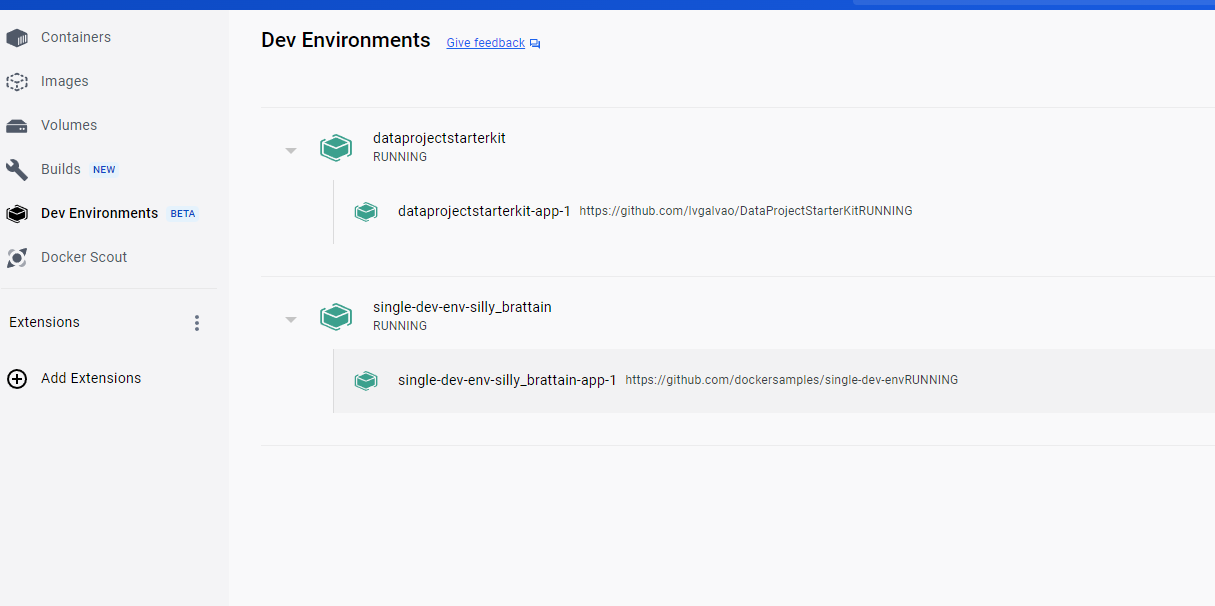 Containers
Images
Volumes
Builds NEW
Dev Environments BETA
Docker Scout
Extensions
Add Extensions
Dev Environments Give feedback
dataprojectstarterkit
RUNNING
dataprojectstarterkit-app-1 https://github.com/lvgalvao/DataProjectStarterKitRUNNING
single-dev-env-silly_brattain
RUNNING
single-dev-env-silly_brattain-app-1 https://github.com/dockersamples/single-dev-envRUNNING